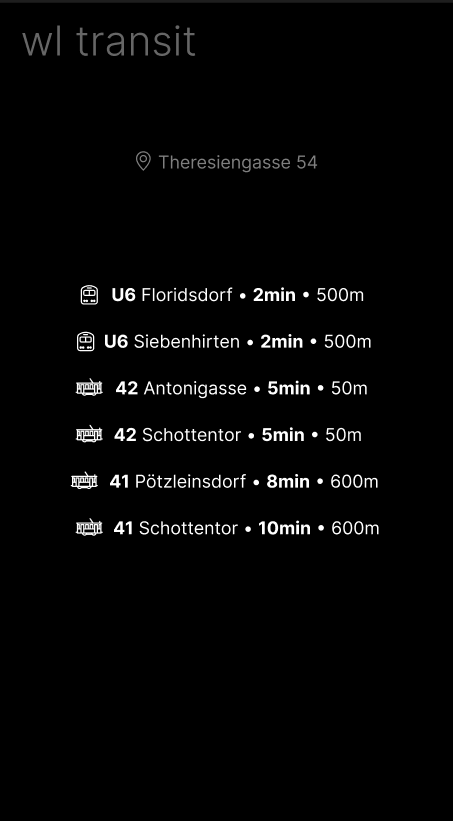 wl transit
Theresiengasse 54
U6 Floridsdorf • 2min • 500m
U6 Siebenhirten • 2min • 500m
42 Antonigasse • 5min • 50m
42 Schottentor • 5min • 50m
41 Pötzleinsdorf • 8min • 600m
41 Schottentor • 10min • 600m